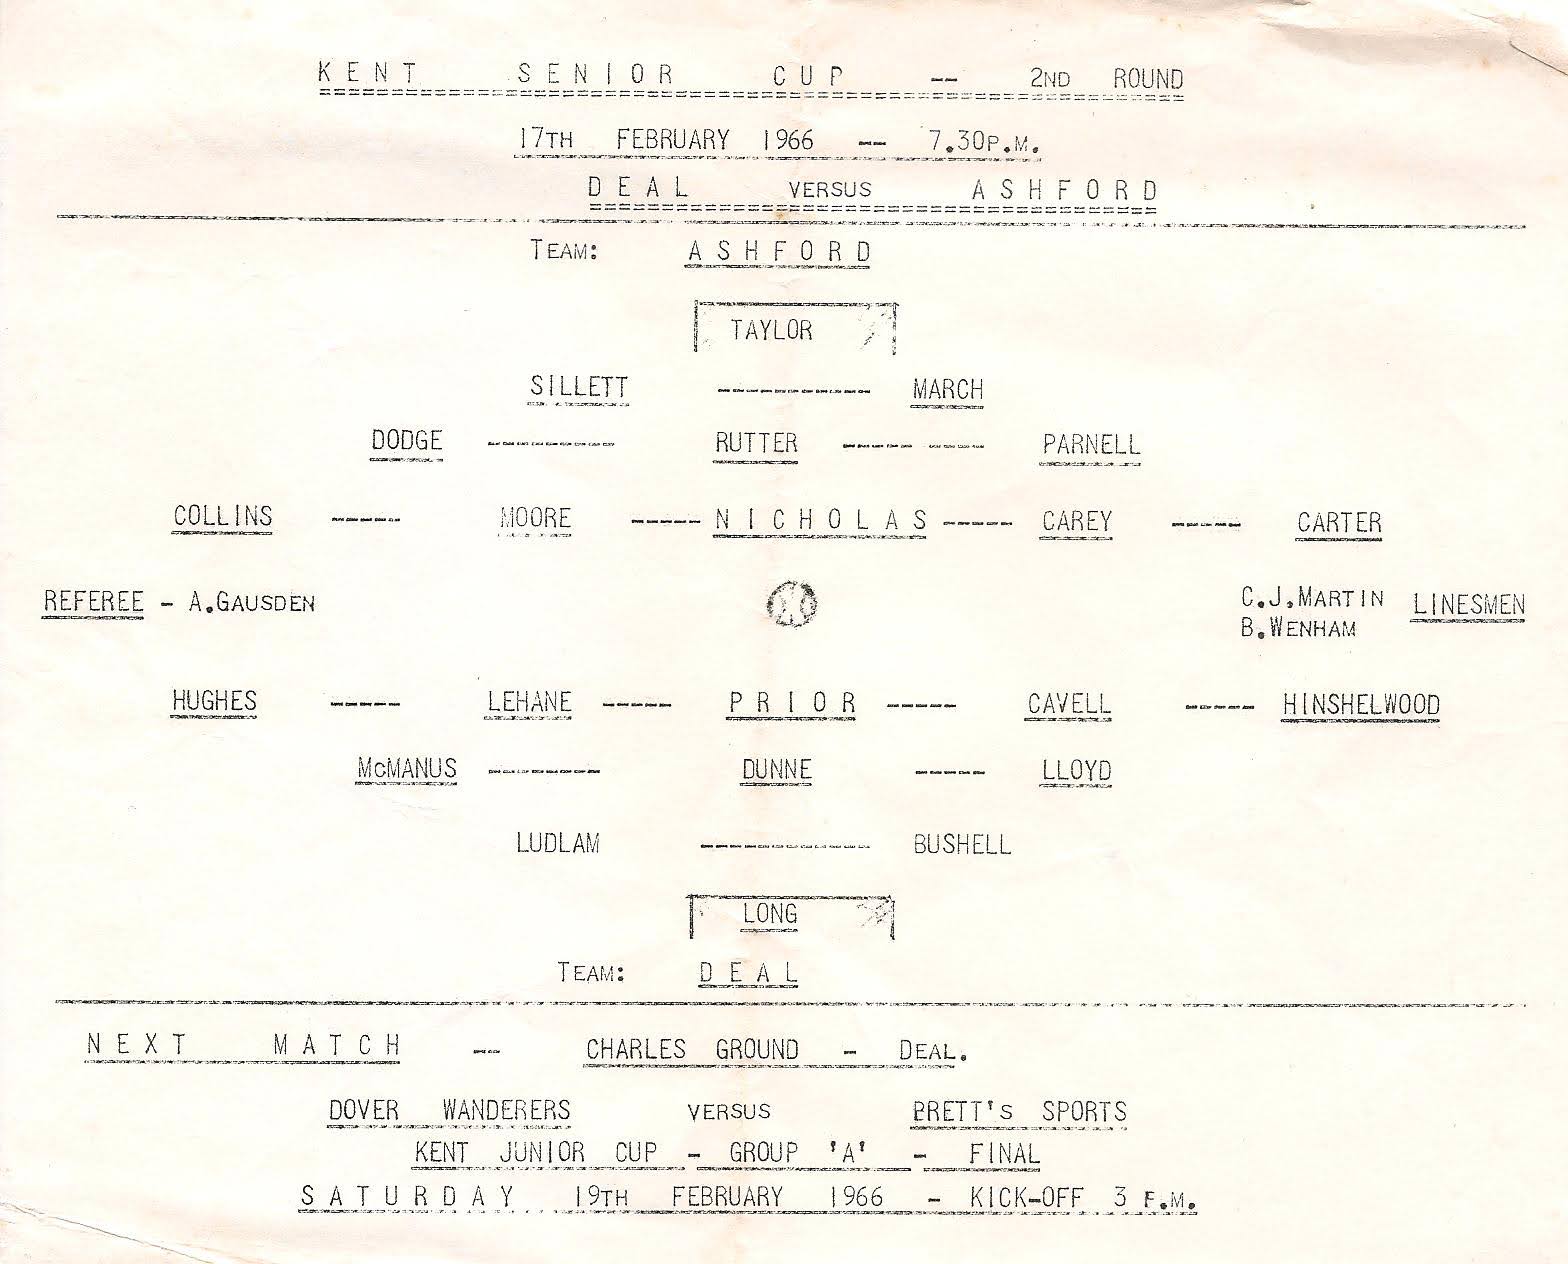 KENT SENIOR CUP -- 2ND ROUND
17TH FEBRUARY 1966 -- 7.30P.M.
DEAL VERSUS ASHFORD
TEAM: ASHFORD
TAYLOR
SILLETT ---- MARCH
DODGE ---- RUTTER ---- PARNELL
COLLINS ---- MOORE ---- NICHOLAS ---- CAREY ---- CARTER
REFEREE - A.GAUSDEN C.J.MARTIN LINESMEN
B.WENHAM
HUGHES ---- LEHANE ---- PRIOR ---- CAVELL ---- HINSHELWOOD
McMANUS ---- DUNNE ---- LLOYD
LUDLAM ---- BUSHELL
LONG
TEAM: DEAL
NEXT MATCH -- CHARLES GROUND - DEAL.
DOVER WANDERERS VERSUS BRETT'S SPORTS
KENT JUNIOR CUP - GROUP 'A' - FINAL
SATURDAY 19TH FEBRUARY 1966 - KICK-OFF 3 P.M.